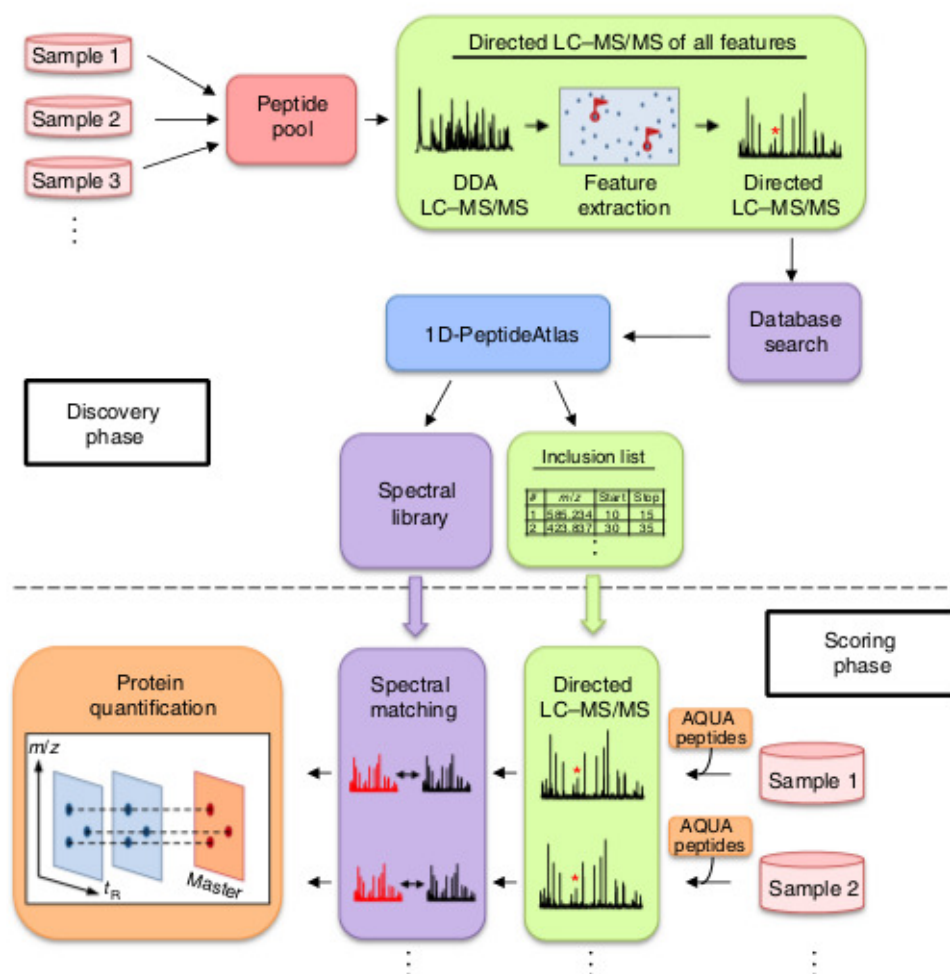 Sample 1
Sample 2
Sample 3
Peptide
pool
Directed LC–MS/MS of all features
DDA
LC–MS/MS
Feature
extraction
*
Directed
LC–MS/MS
Database
search
1D-PeptideAtlas
Discovery
phase
Spectral
library
Inclusion list
# m/z Start Stop
1 585.234 10 15
2 423.837 30 35
Scoring
phase
Protein
quantification
m/z
tR
Master
Spectral
matching
Directed
LC–MS/MS
*
*
AQUA
peptides
Sample 1
AQUA
peptides
Sample 2